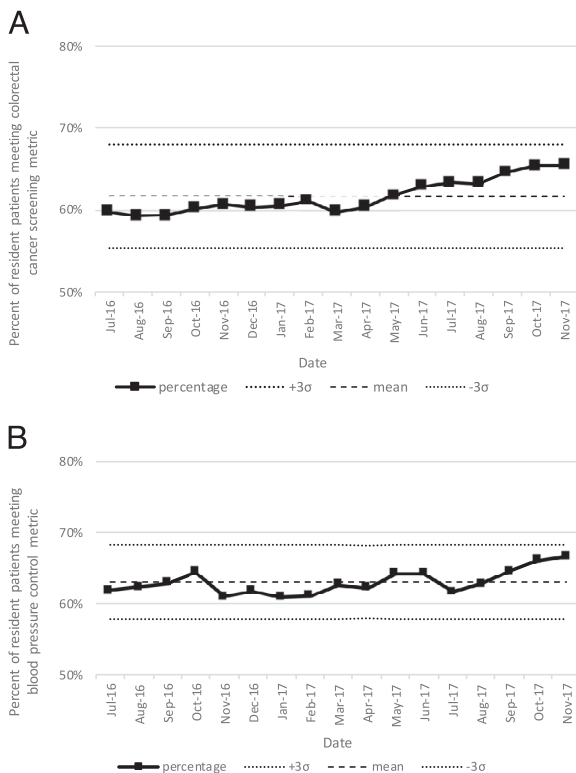 A
Percent of resident patients meeting colorectal
cancer screening metric
80%
70%
60%
50%
Jul-16
Aug-16
Sep-16
Oct-16
Nov-16
Dec-16
Jan-17
Feb-17
Mar-17
Apr-17
May-17
Jun-17
Jul-17
Aug-17
Sep-17
Oct-17
Nov-17
Date
percentage +3σ mean -3σ
B
Percent of resident patients meeting
blood pressure control metric
80%
70%
60%
50%
Jul-16
Aug-16
Sep-16
Oct-16
Nov-16
Dec-16
Jan-17
Feb-17
Mar-17
Apr-17
May-17
Jun-17
Jul-17
Aug-17
Sep-17
Oct-17
Nov-17
Date
percentage +3σ mean -3σ